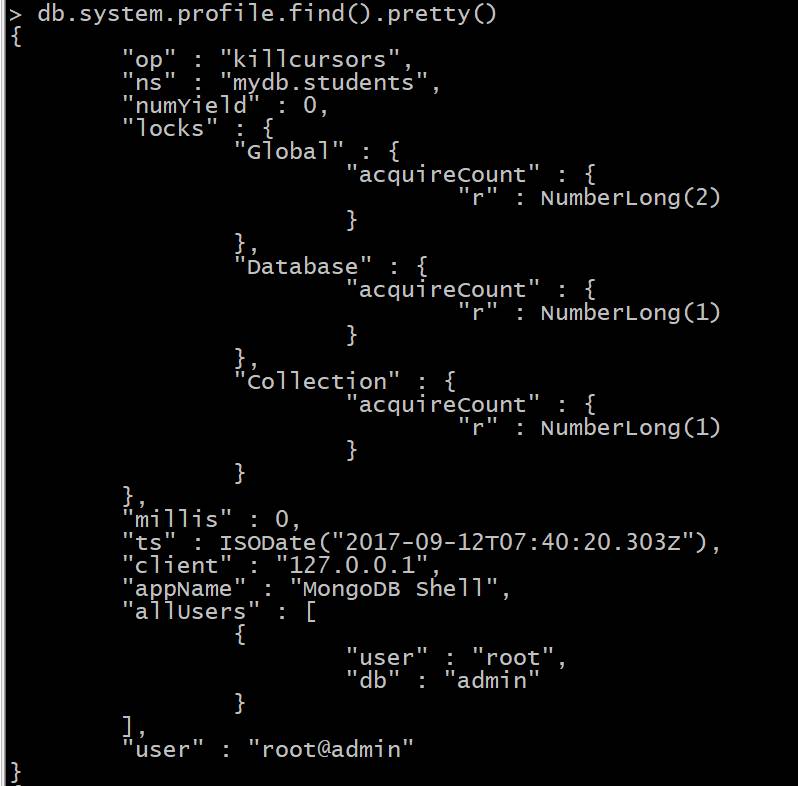 > db.system.profile.find().pretty()
{
        "op" : "killcursors",
        "ns" : "mydb.students",
        "numYield" : 0,
        "locks" : {
                "Global" : {
                        "acquireCount" : {
                                "r" : NumberLong(2)
                        }
                },
                "Database" : {
                        "acquireCount" : {
                                "r" : NumberLong(1)
                        }
                },
                "Collection" : {
                        "acquireCount" : {
                                "r" : NumberLong(1)
                        }
                }
        },
        "millis" : 0,
        "ts" : ISODate("2017-09-12T07:40:20.303Z"),
        "client" : "127.0.0.1",
        "appName" : "MongoDB Shell",
        "allUsers" : [
                {
                        "user" : "root",
                        "db" : "admin"
                }
        ],
        "user" : "root@admin"
}